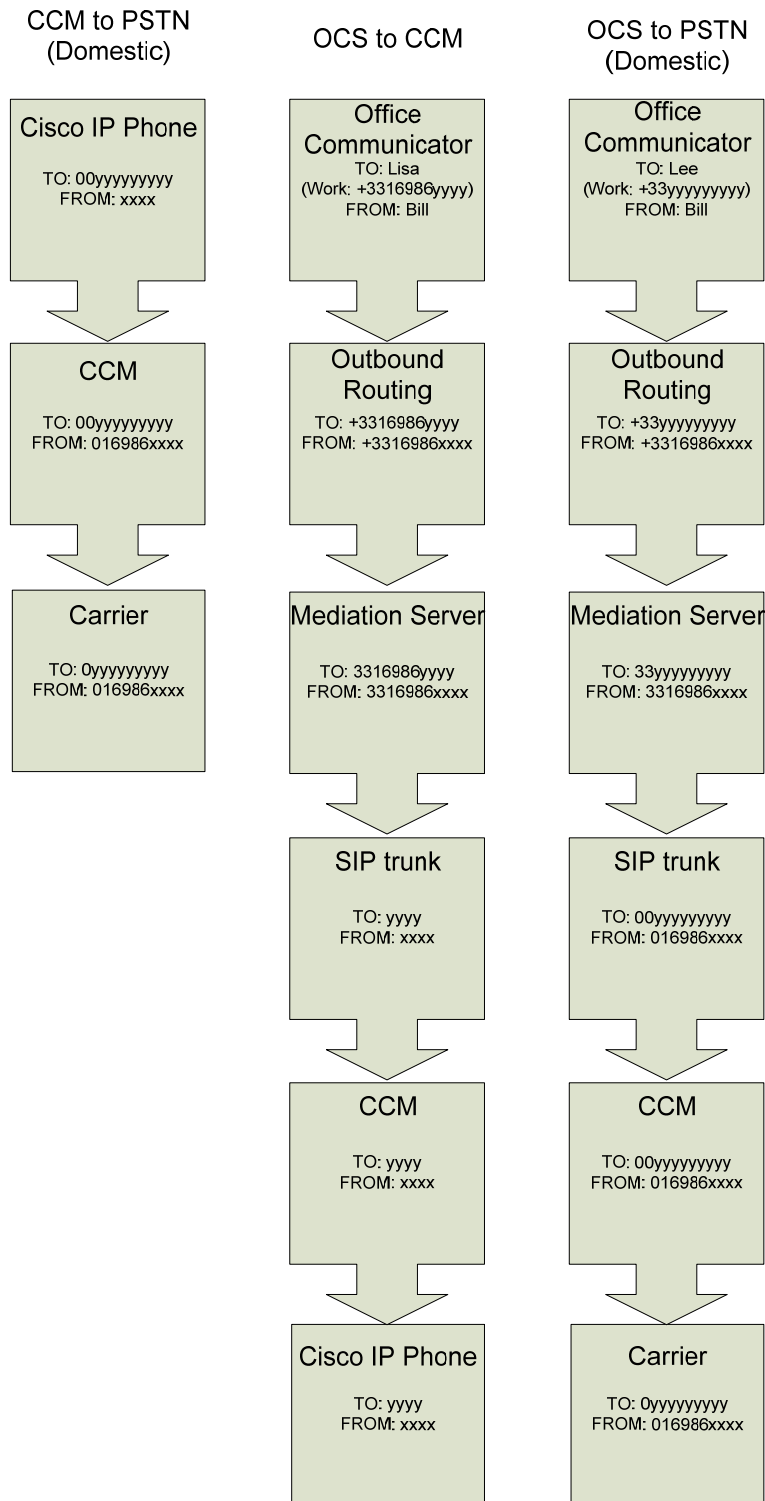 CCM to PSTN
(Domestic)
Cisco IP Phone
TO: 00yyyyyyyyy
FROM: xxxx
CCM
TO: 00yyyyyyyyy
FROM: 016986xxxx
Carrier
TO: 0yyyyyyyyy
FROM: 016986xxxx
OCS to CCM
Office
Communicator
TO: Lisa
(Work: +3316986yyyy)
FROM: Bill
Outbound
Routing
TO: +3316986yyyy
FROM: +3316986xxxx
Mediation Server
TO: 3316986yyyy
FROM: 3316986xxxx
SIP trunk
TO: yyyy
FROM: xxxx
CCM
TO: yyyy
FROM: xxxx
Cisco IP Phone
TO: yyyy
FROM: xxxx
OCS to PSTN
(Domestic)
Office
Communicator
TO: Lee
(Work: +33yyyyyyyyy)
FROM: Bill
Outbound
Routing
TO: +33yyyyyyyyy
FROM: +3316986xxxx
Mediation Server
TO: 33yyyyyyyyy
FROM: 3316986xxxx
SIP trunk
TO: 00yyyyyyyyy
FROM: 016986xxxx
CCM
TO: 00yyyyyyyyy
FROM: 016986xxxx
Carrier
TO: 0yyyyyyyyy
FROM: 016986xxxx